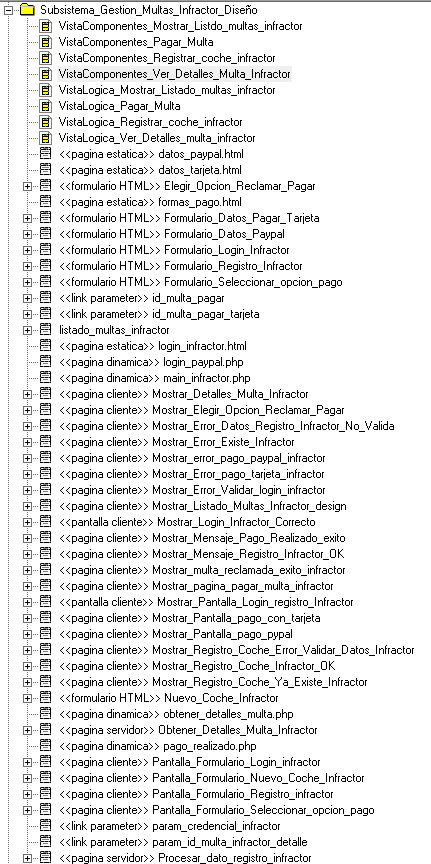 Subsistema_Gestion_Multas_Infractor_Diseño
VistaComponentes_Mostrar_Listdo_multas_infractor
VistaComponentes_Pagar_Multa
VistaComponentes_Registrar_coche_infractor
VistaComponentes_Ver_Detalles_Multa_Infractor
VistaLogica_Mostrar_Listado_multas_infractor
VistaLogica_Pagar_Multa
VistaLogica_Registrar_coche_infractor
VistaLogica_Ver_Detalles_multa_infractor
<<pagina estatica>> datos_paypal.html
<<pagina estatica>> datos_tarjeta.html
<<formulario HTML>> Elegir_Opcion_Reclamar_Pagar
<<pagina estatica>> formas_pago.html
<<formulario HTML>> Formulario_Datos_Pagar_Tarjeta
<<formulario HTML>> Formulario_Datos_Paypal
<<formulario HTML>> Formulario_Login_Infractor
<<formulario HTML>> Formulario_Registro_Infractor
<<formulario HTML>> Formulario_Seleccionar_opcion_pago
<<link parameter>> id_multa_pagar
<<link parameter>> id_multa_pagar_tarjeta
listado_multas_infractor
<<pagina estatica>> login_infractor.html
<<pagina dinamica>> login_paypal.php
<<pagina dinamica>> main_infractor.php
<<pagina cliente>> Mostrar_Detalles_Multa_Infractor
<<pagina cliente>> Mostrar_Elegir_Opcion_Reclamar_Pagar
<<pagina cliente>> Mostrar_Error_Datos_Registro_Infractor_No_Valida
<<pagina cliente>> Mostrar_Error_Existe_Infractor
<<pagina cliente>> Mostrar_error_pago_paypal_infractor
<<pagina cliente>> Mostrar_Error_pago_tarjeta_infractor
<<pagina cliente>> Mostrar_Error_Validar_login_infractor
<<pagina cliente>> Mostrar_Listado_Multas_Infractor_design
<<pantalla cliente>> Mostrar_Login_Infractor_Correcto
<<pagina cliente>> Mostrar_Mensaje_Pago_Realizado_exito
<<pagina cliente>> Mostrar_Mensaje_Registro_Infractor_OK
<<pagina cliente>> Mostrar_multa_reclamada_exito_infractor
<<pagina cliente>> Mostrar_pagina_pagar_multa_infractor
<<pantalla cliente>> Mostrar_Pantalla_Login_registro_Infractor
<<pagina cliente>> Mostrar_Pantalla_pago_con_tarjeta
<<pagina cliente>> Mostrar_Pantalla_pago_pypal
<<pagina cliente>> Mostrar_Registro_Coche_Error_Validar_Datos_Infractor
<<pagina cliente>> Mostrar_Registro_Coche_Infractor_OK
<<pagina cliente>> Mostrar_Registro_Coche_Ya_Existe_Infractor
<<formulario HTML>> Nuevo_Coche_Infractor
<<pagina dinamica>> obtener_detalles_multa.php
<<pagina servidor>> Obtener_Detalles_Multa_Infractor
<<pagina dinamica>> pago_realizado.php
<<pagina cliente>> Pantalla_Formulario_Login_infractor
<<pagina cliente>> Pantalla_Formulario_Nuevo_Coche_Infractor
<<pagina cliente>> Pantalla_Formulario_Registro_infractor
<<pagina cliente>> Pantalla_Formulario_Seleccionar_opcion_pago
<<link parameter>> param_credencial_infractor
<<link parameter>> param_id_multa_infractor_detalle
<<pagina servidor>> Procesar_dato_registro_infractor